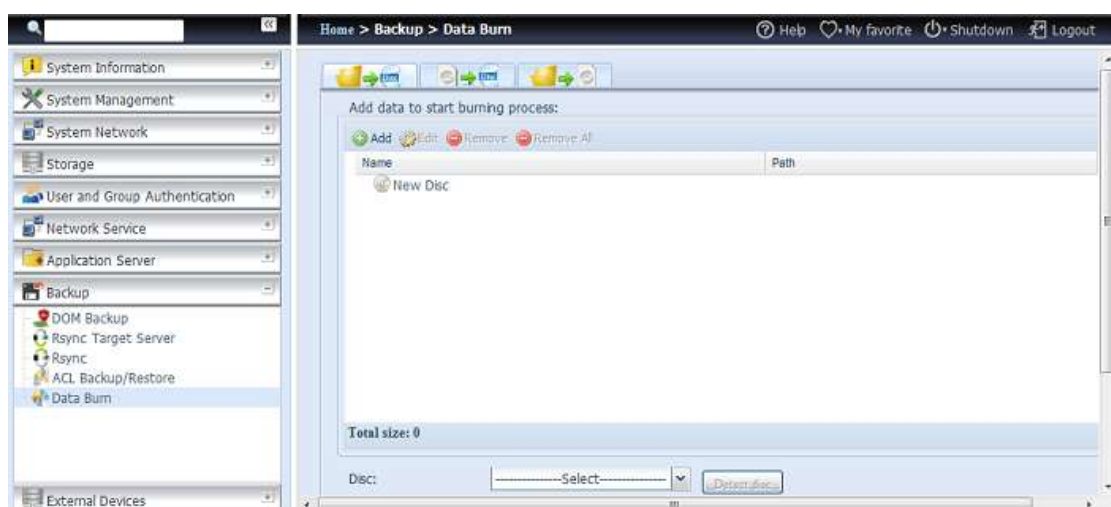 Home > Backup > Data Burn
Help My favorite Shutdown Logout
System Information
System Management
System Network
Storage
User and Group Authentication
Network Service
Application Server
Backup
DOM Backup
Rsync Target Server
Rsync
ACL Backup/Restore
Data Burn
External Devices
Add data to start burning process:
Add Edit Remove Remove All
Name Path
New Disc
Total size: 0
Disc: --------------Select-------------- Detect disc